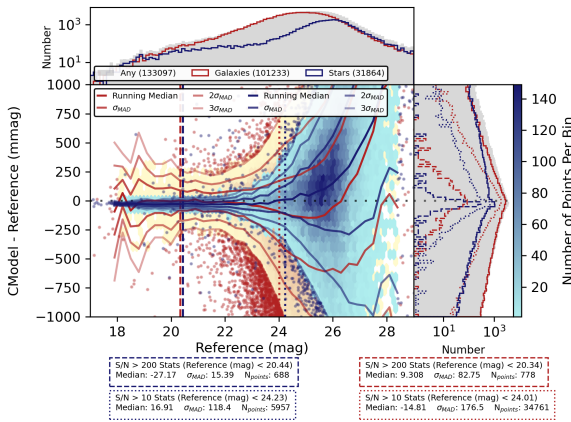 Number
10³
10¹
Any (133097) Galaxies (101233) Stars (31864)
CModel - Reference (mmag)
1000
750
500
250
0
−250
−500
−750
−1000
Running Median 2σMAD Running Median 2σMAD
σMAD 3σMAD σMAD 3σMAD
18 20 22 24 26 28
Reference (mag)
10¹ 10³
Number
140
120
100
80
60
40
20
Number of Points Per Bin
S/N > 200 Stats (Reference (mag) < 20.44)
Median: -27.17 σMAD: 15.39 Npoints: 688
S/N > 10 Stats (Reference (mag) < 24.23)
Median: 16.91 σMAD: 118.4 Npoints: 5957
S/N > 200 Stats (Reference (mag) < 20.34)
Median: 9.308 σMAD: 82.75 Npoints: 778
S/N > 10 Stats (Reference (mag) < 24.01)
Median: -14.81 σMAD: 176.5 Npoints: 34761